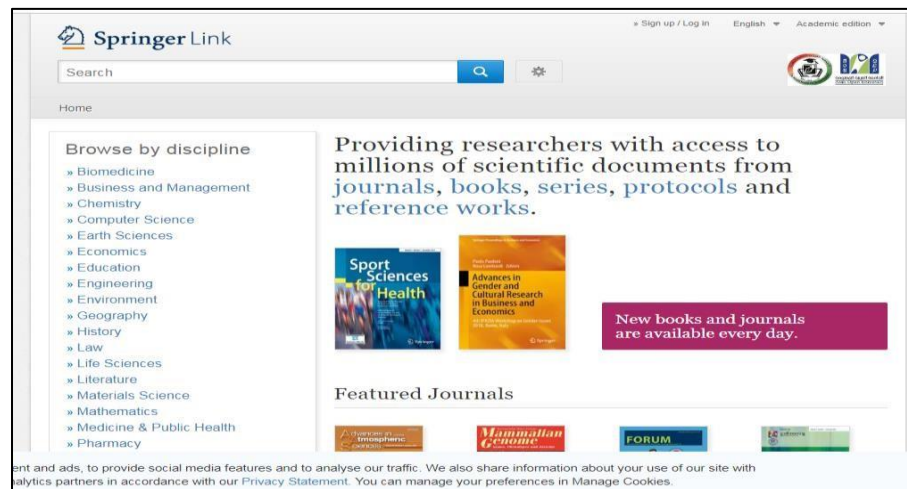 » Sign up / Log in English Academic edition
Springer Link
Search
Home
Browse by discipline
» Biomedicine
» Business and Management
» Chemistry
» Computer Science
» Earth Sciences
» Economics
» Education
» Engineering
» Environment
» Geography
» History
» Law
» Life Sciences
» Literature
» Materials Science
» Mathematics
» Medicine & Public Health
» Pharmacy
Providing researchers with access to
millions of scientific documents from
journals, books, series, protocols and
reference works.
Sport
Sciences
for Health
Springer
Advances in
Gender and
Cultural Research
in Business and
Economics
Springer
New books and journals
are available every day.
Featured Journals
Mammalian
Genome
FORUM
ent and ads, to provide social media features and to analyse our traffic. We also share information about your use of our site with
alytics partners in accordance with our Privacy Statement. You can manage your preferences in Manage Cookies.